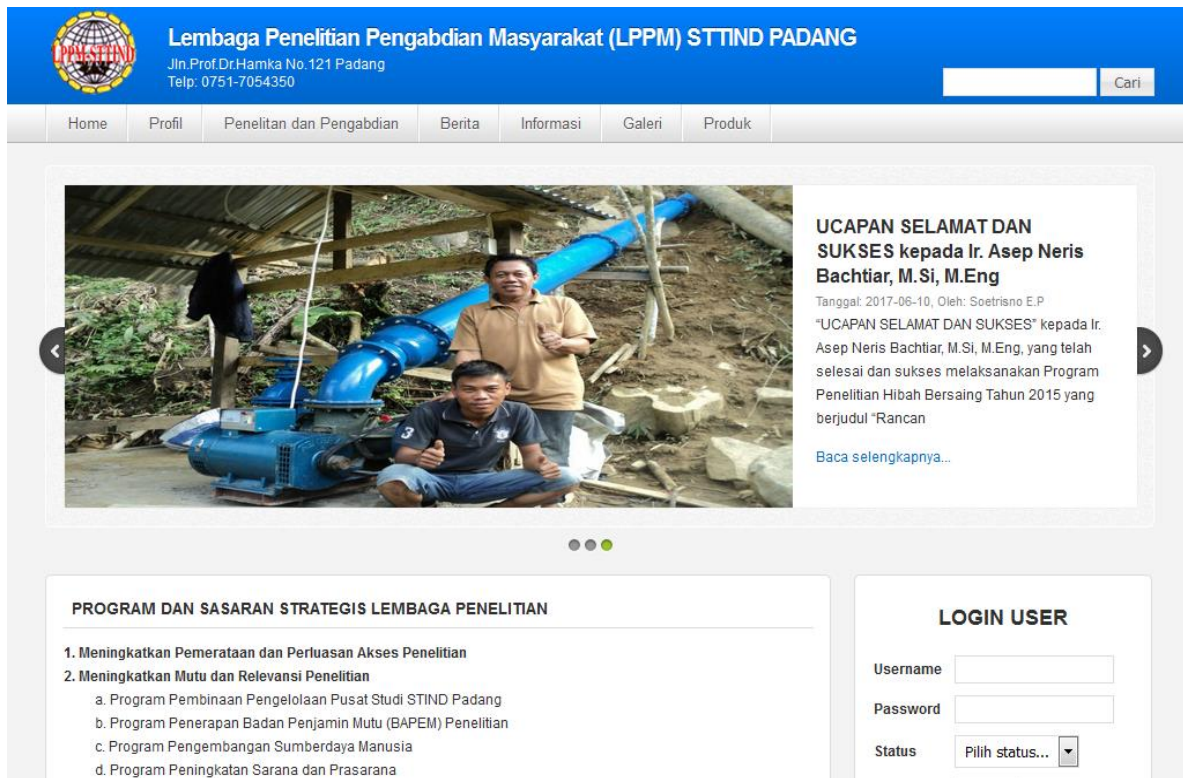 LPPM-STTIND
Lembaga Penelitian Pengabdian Masyarakat (LPPM) STTIND PADANG
Jln.Prof.Dr.Hamka No.121 Padang
Telp: 0751-7054350
Cari
Home Profil Penelitan dan Pengabdian Berita Informasi Galeri Produk
UCAPAN SELAMAT DAN
SUKSES kepada Ir. Asep Neris
Bachtiar, M.Si, M.Eng
Tanggal: 2017-06-10, Oleh: Soetrisno E.P
“UCAPAN SELAMAT DAN SUKSES” kepada Ir.
Asep Neris Bachtiar, M.Si, M.Eng, yang telah
selesai dan sukses melaksanakan Program
Penelitian Hibah Bersaing Tahun 2015 yang
berjudul “Rancan
Baca selengkapnya...
3
PROGRAM DAN SASARAN STRATEGIS LEMBAGA PENELITIAN
1. Meningkatkan Pemerataan dan Perluasan Akses Penelitian
2. Meningkatkan Mutu dan Relevansi Penelitian
a. Program Pembinaan Pengelolaan Pusat Studi STIND Padang
b. Program Penerapan Badan Penjamin Mutu (BAPEM) Penelitian
c. Program Pengembangan Sumberdaya Manusia
d. Program Peningkatan Sarana dan Prasarana
LOGIN USER
Username
Password
Status Pilih status...